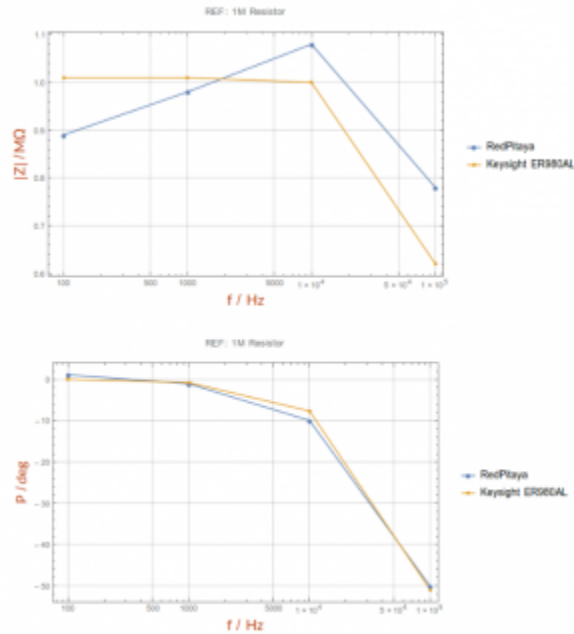 REF: 1M Resistor
1.1
1.0
0.9
0.8
0.7
0.6
|Z| / MΩ
100
500
1000
5000
1 × 10⁴
5 × 10⁴
1 × 10⁵
f / Hz
RedPitaya
Keysight ER980AL
REF: 1M Resistor
0
-10
-20
-30
-40
-50
P / deg
100
500
1000
5000
1 × 10⁴
5 × 10⁴
1 × 10⁵
f / Hz
RedPitaya
Keysight ER980AL